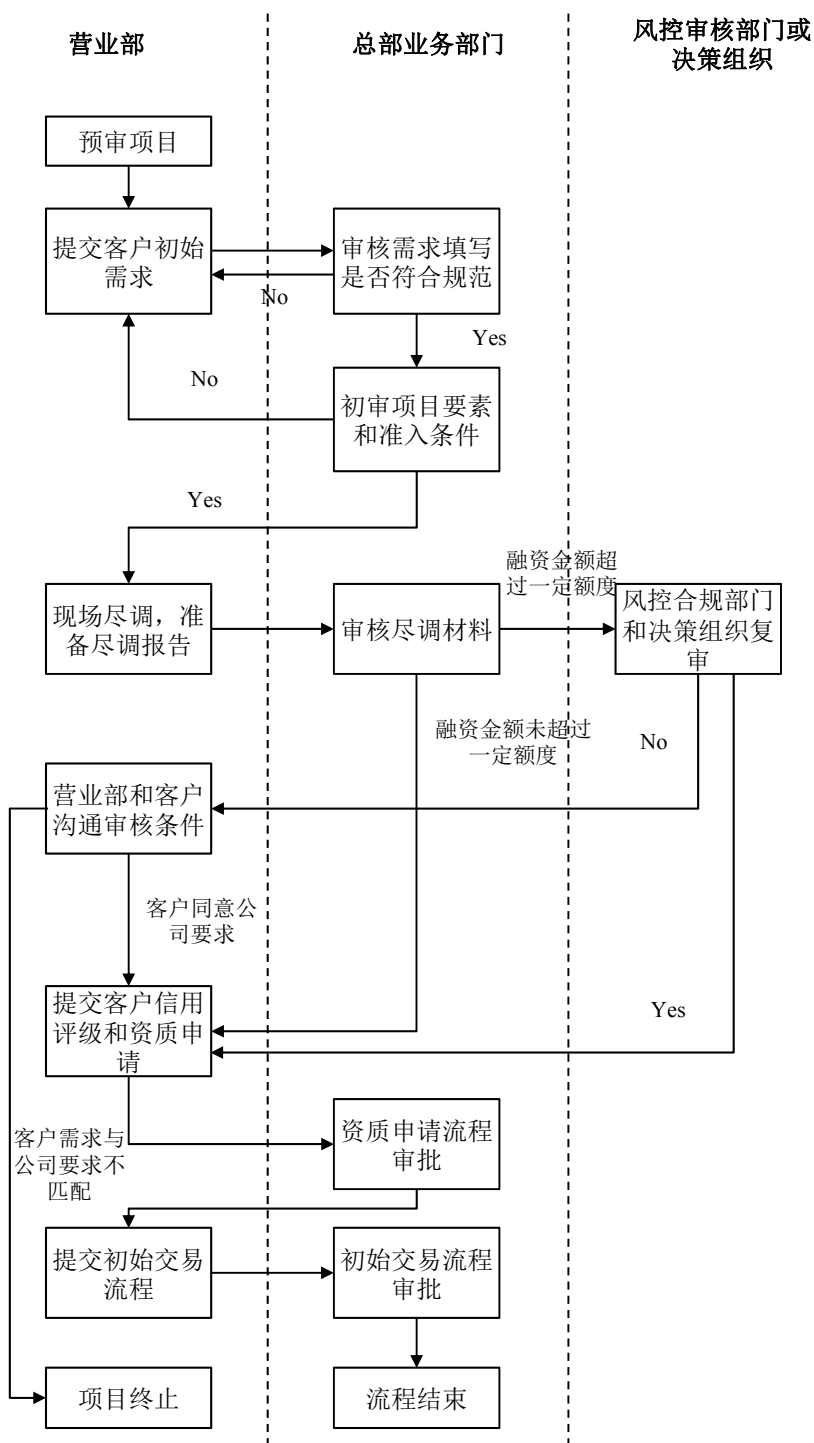 营业部
总部业务部门
风控审核部门或
决策组织
预审项目
提交客户初始
需求
审核需求填写
是否符合规范
No
Yes
No
初审项目要素
和准入条件
Yes
融资金额超
过一定额度
现场尽调，准
备尽调报告
审核尽调材料
风控合规部门
和决策组织复
审
融资金额未超过
一定额度
No
营业部和客户
沟通审核条件
客户同意公
司要求
提交客户信用
评级和资质申
请
Yes
客户需求与
公司要求不
匹配
资质申请流程
审批
提交初始交易
流程
初始交易流程
审批
项目终止
流程结束